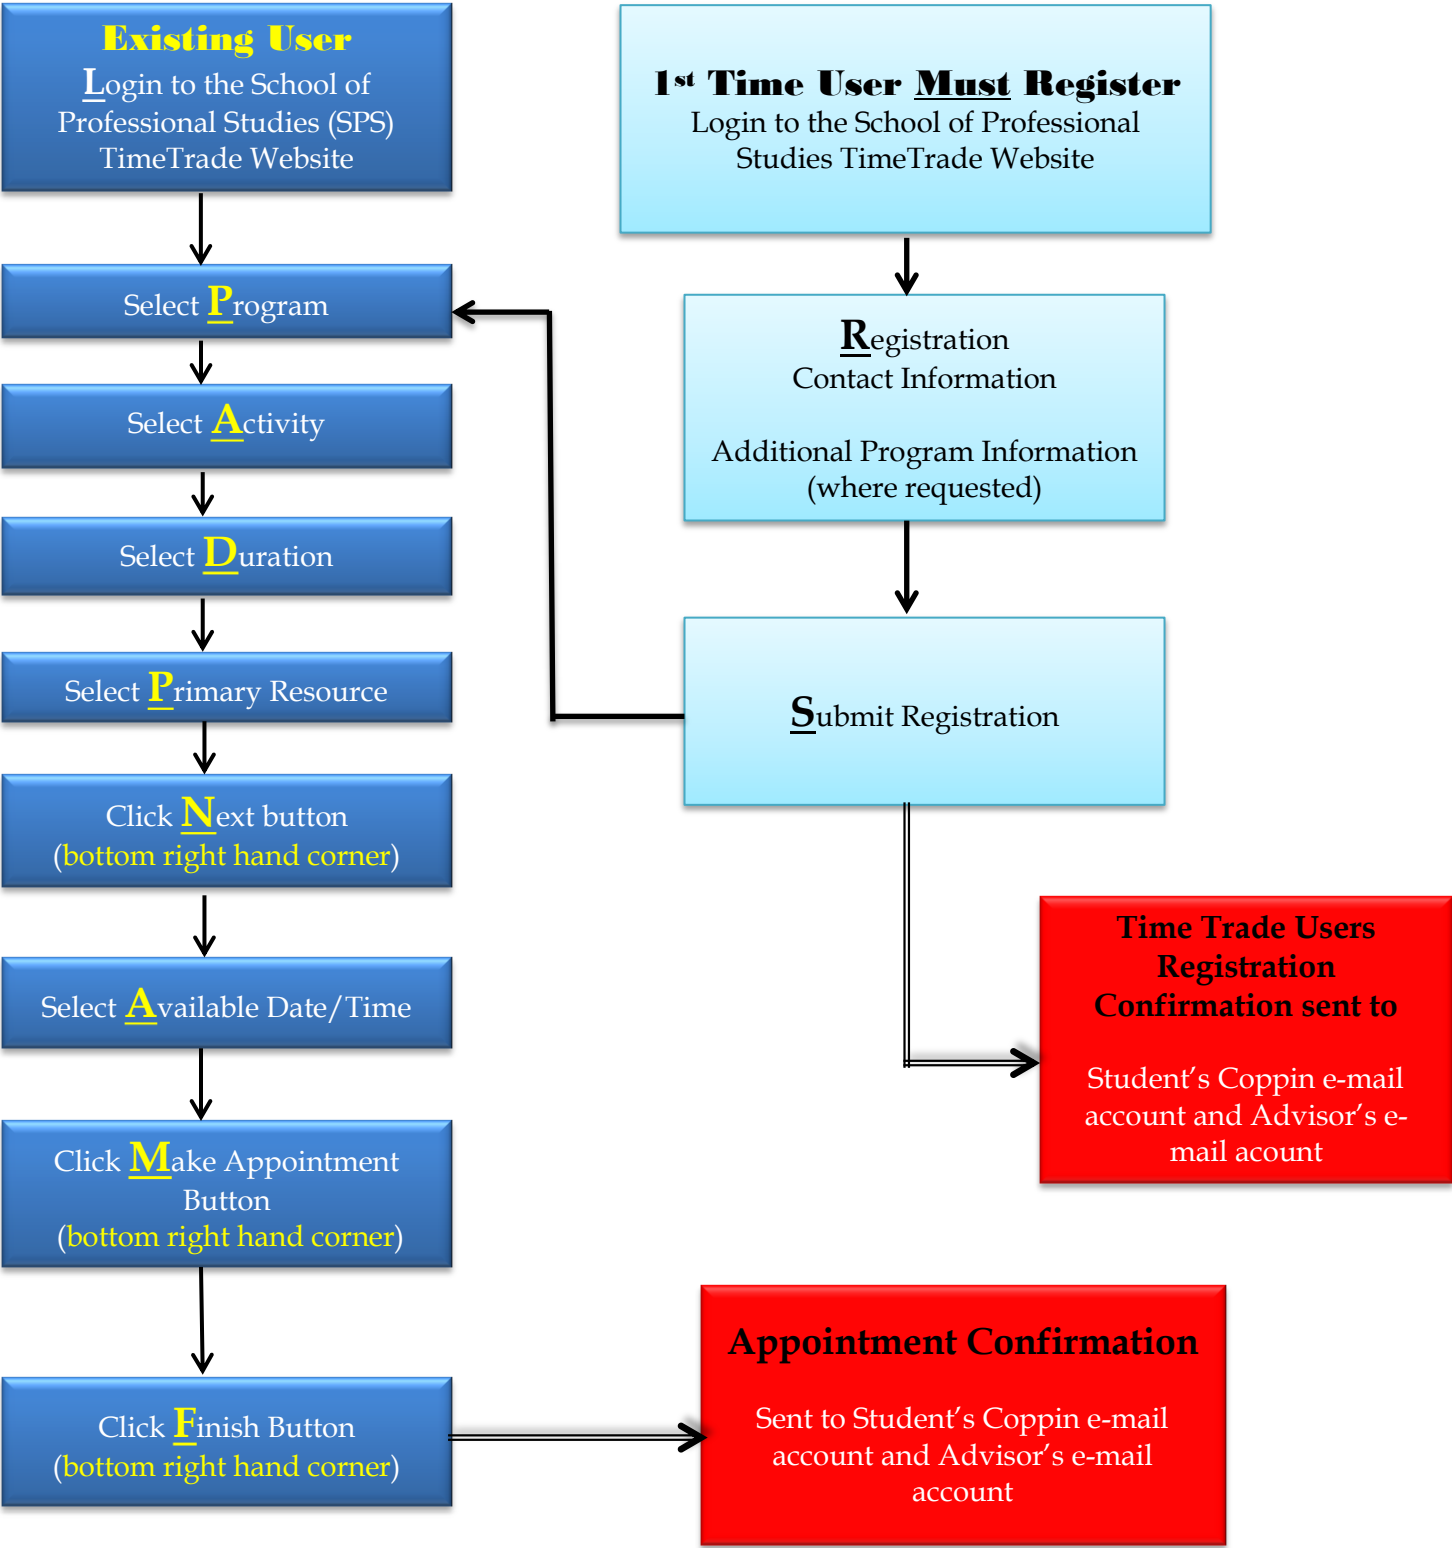 Existing User
Login to the School of
Professional Studies (SPS)
TimeTrade Website
Select Program
Select Activity
Select Duration
Select Primary Resource
Click Next button
(bottom right hand corner)
Select Available Date/Time
Click Make Appointment
Button
(bottom right hand corner)
Click Finish Button
(bottom right hand corner)
1st Time User Must Register
Login to the School of Professional
Studies TimeTrade Website
Registration
Contact Information
Additional Program Information
(where requested)
Submit Registration
Time Trade Users
Registration
Confirmation sent to
Student’s Coppin e-mail
account and Advisor’s e-
mail acount
Appointment Confirmation
Sent to Student’s Coppin e-mail
account and Advisor’s e-mail
account